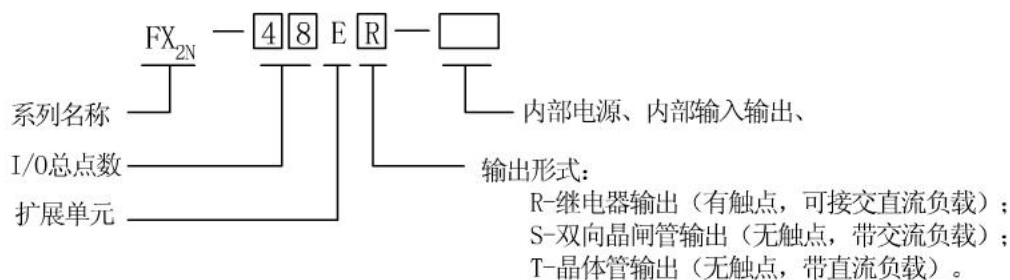 FX2N — 48 E R —
系列名称
内部电源、内部输入输出、
I/O总点数
输出形式:
扩展单元
R-继电器输出（有触点，可接交直流负载）;
S-双向晶闸管输出（无触点，带交流负载）;
T-晶体管输出（无触点，带直流负载）。